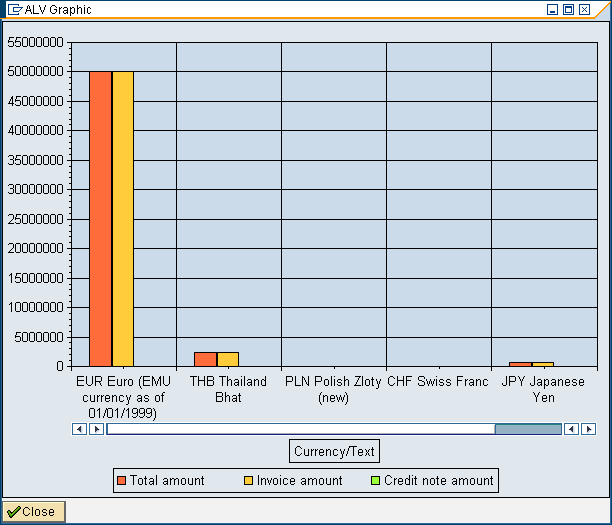 ALV Graphic
55000000
50000000
45000000
40000000
35000000
30000000
25000000
20000000
15000000
10000000
5000000
0
EUR Euro (EMU
currency as of
01/01/1999)
THB Thailand
Bhat
PLN Polish Zloty
(new)
CHF Swiss Franc
JPY Japanese
Yen
Currency/Text
Total amount
Invoice amount
Credit note amount
Close